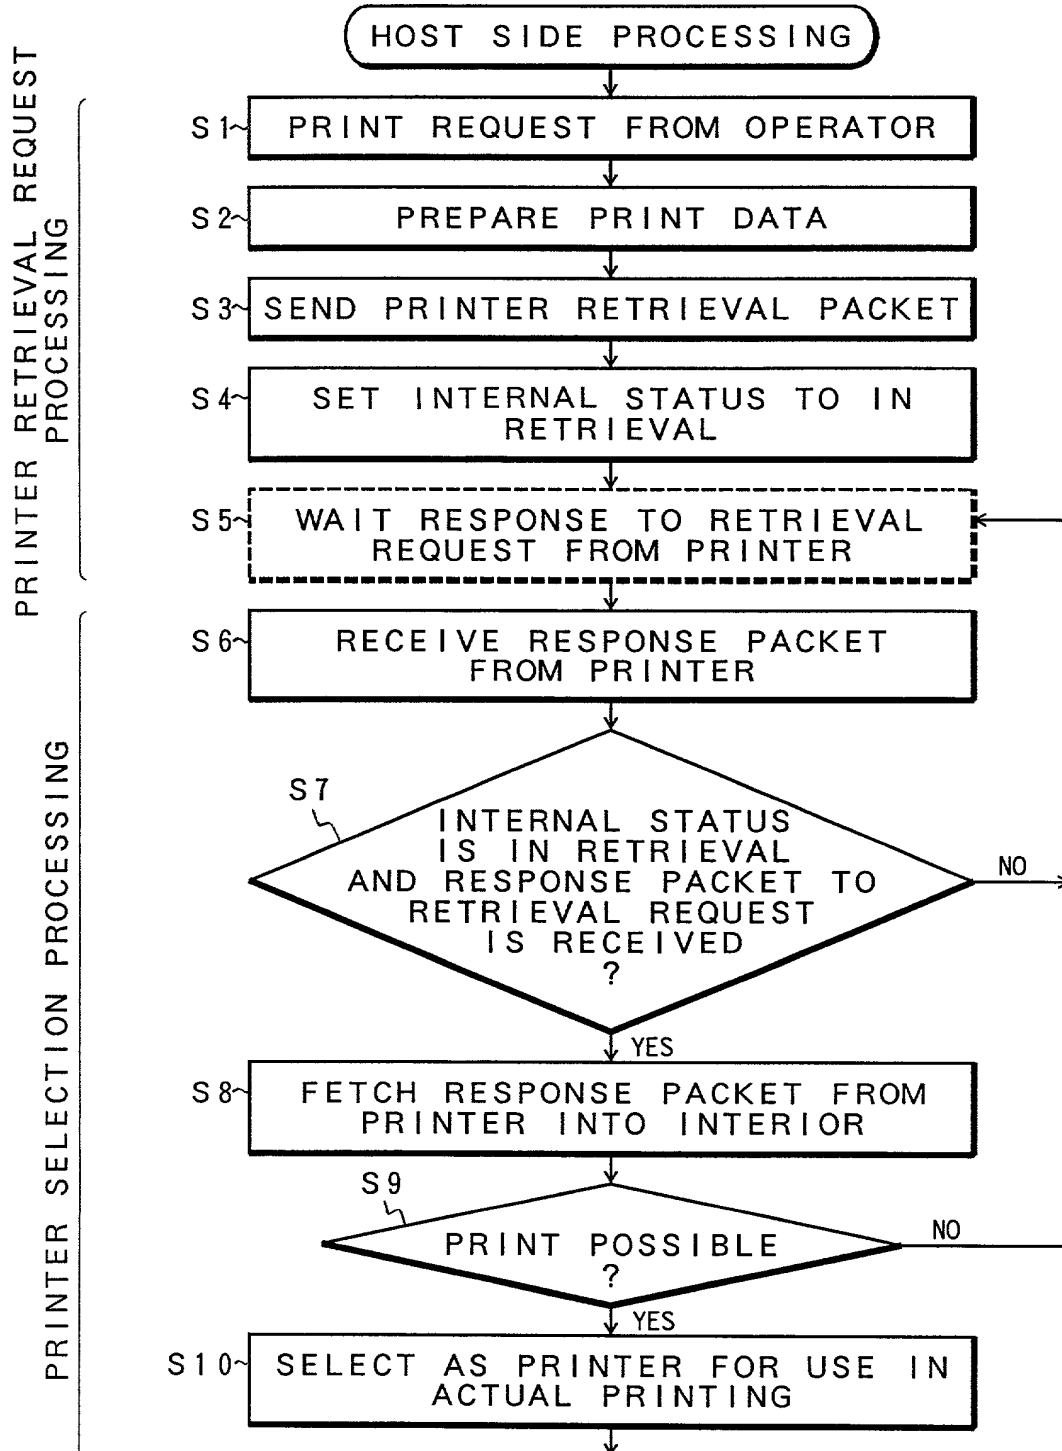 HOST SIDE PROCESSING
PRINTER RETRIEVAL REQUEST
PROCESSING
S1
PRINT REQUEST FROM OPERATOR
S2
PREPARE PRINT DATA
S3
SEND PRINTER RETRIEVAL PACKET
S4
SET INTERNAL STATUS TO IN
RETRIEVAL
S5
WAIT RESPONSE TO RETRIEVAL
REQUEST FROM PRINTER
PRINTER SELECTION PROCESSING
S6
RECEIVE RESPONSE PACKET
FROM PRINTER
S7
INTERNAL STATUS
IS IN RETRIEVAL
AND RESPONSE PACKET TO
RETRIEVAL REQUEST
IS RECEIVED
?
NO
YES
S8
FETCH RESPONSE PACKET FROM
PRINTER INTO INTERIOR
S9
PRINT POSSIBLE
?
NO
YES
S10
SELECT AS PRINTER FOR USE IN
ACTUAL PRINTING